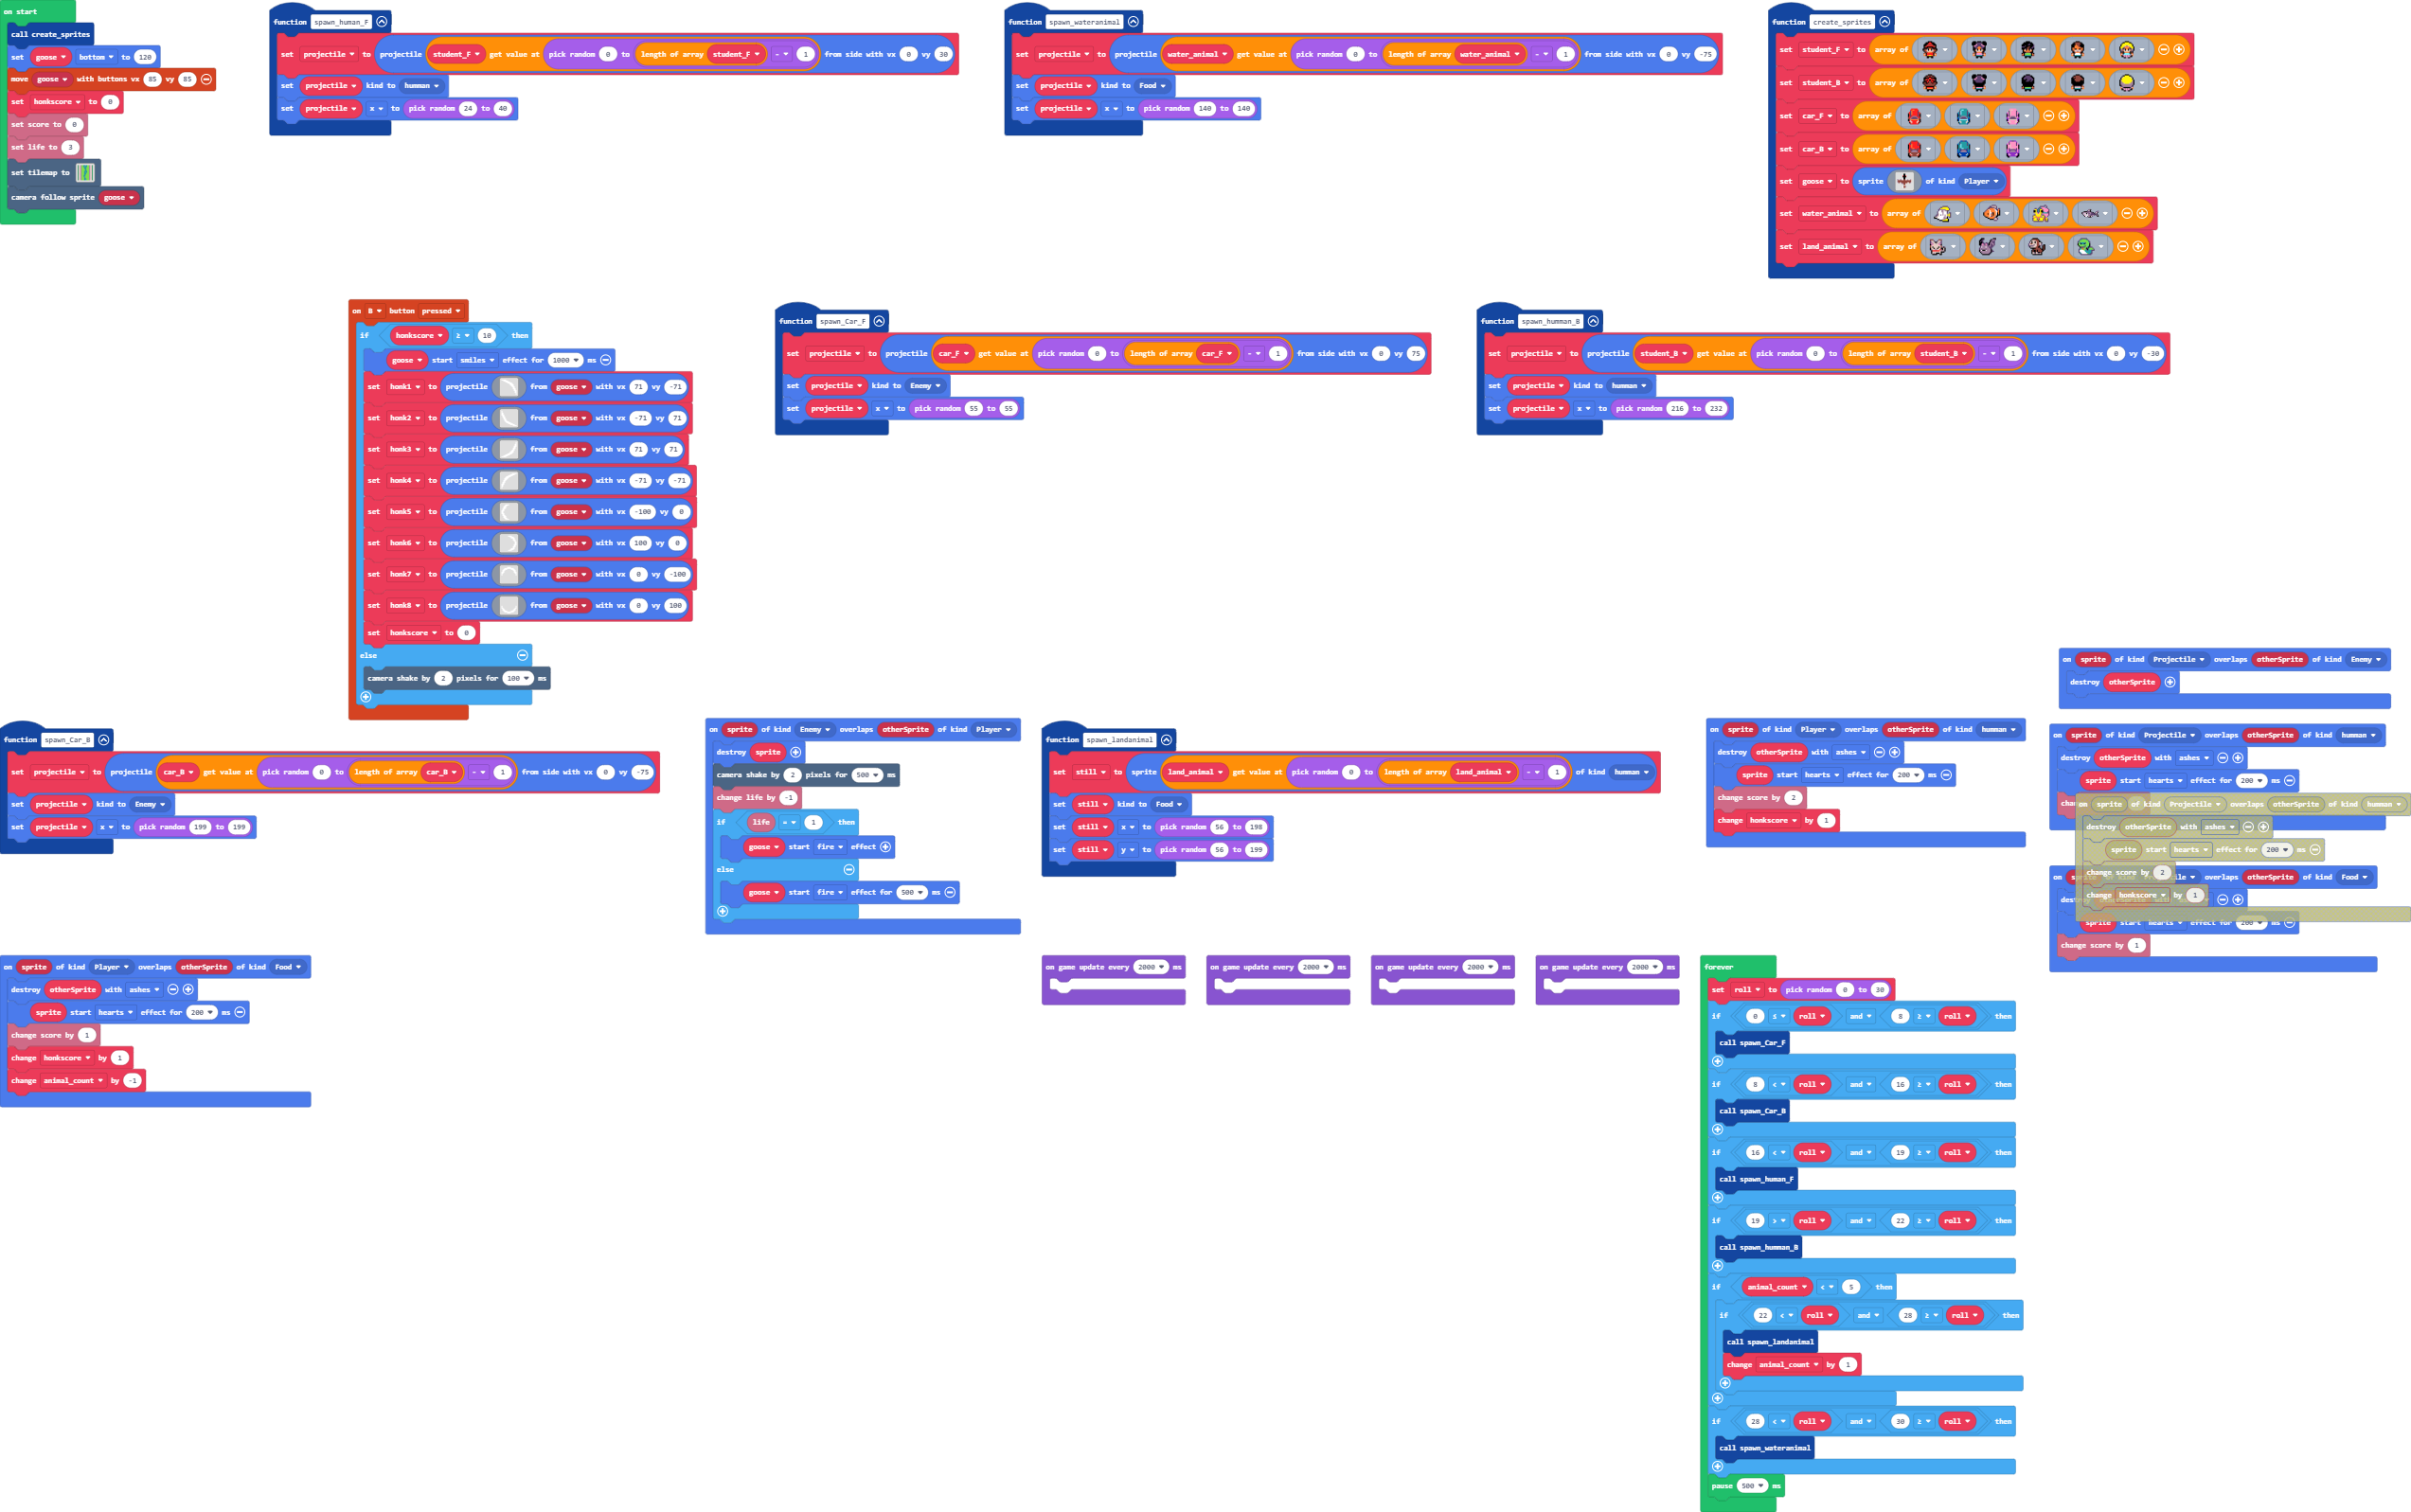 on start
call create_sprites
set goose bottom to 120
move goose with buttons vx 85 vy 85
set honkscore to 0
set score to 0
set life to 3
set tilemap to
camera follow sprite goose
function spawn_human_F
set projectile to projectile student_F get value at pick random 0 to length of array student_F - 1 from side with vx 0 vy 30
set projectile kind to humman
set projectile x to pick random 24 to 40
function spawn_wateranimal
set projectile to projectile water_animal get value at pick random 0 to length of array water_animal - 1 from side with vx 0 vy -75
set projectile kind to Food
set projectile x to pick random 140 to 140
function create_sprites
set student_F to array of
set student_B to array of
set car_F to array of
set car_B to array of
set goose to sprite of kind Player
set water_animal to array of
set land_animal to array of
on B button pressed
if honkscore ≥ 10 then
goose start smiles effect for 1000 ms
set honk1 to projectile from goose with vx 71 vy -71
set honk2 to projectile from goose with vx -71 vy 71
set honk3 to projectile from goose with vx 71 vy 71
set honk4 to projectile from goose with vx -71 vy -71
set honk5 to projectile from goose with vx -100 vy 0
set honk6 to projectile from goose with vx 100 vy 0
set honk7 to projectile from goose with vx 0 vy -100
set honk8 to projectile from goose with vx 0 vy 100
set honkscore to 0
else
camera shake by 2 pixels for 100 ms
function spawn_Car_F
set projectile to projectile car_F get value at pick random 0 to length of array car_F - 1 from side with vx 0 vy 75
set projectile kind to Enemy
set projectile x to pick random 55 to 55
function spawn_humman_B
set projectile to projectile student_B get value at pick random 0 to length of array student_B - 1 from side with vx 0 vy -30
set projectile kind to humman
set projectile x to pick random 216 to 232
on sprite of kind Projectile overlaps otherSprite of kind Enemy
destroy otherSprite
function spawn_Car_B
set projectile to projectile car_B get value at pick random 0 to length of array car_B - 1 from side with vx 0 vy -75
set projectile kind to Enemy
set projectile x to pick random 199 to 199
on sprite of kind Enemy overlaps otherSprite of kind Player
destroy sprite
camera shake by 2 pixels for 500 ms
change life by -1
if life = 1 then
goose start fire effect
else
goose start fire effect for 500 ms
function spawn_landanimal
set still to sprite land_animal get value at pick random 0 to length of array land_animal - 1 of kind humman
set still kind to Food
set still x to pick random 56 to 198
set still y to pick random 56 to 199
on sprite of kind Player overlaps otherSprite of kind humman
destroy otherSprite with ashes
sprite start hearts effect for 200 ms
change score by 2
change honkscore by 1
on sprite of kind Projectile overlaps otherSprite of kind humman
destroy otherSprite with ashes
sprite start hearts effect for 200 ms
on sprite of kind Projectile overlaps otherSprite of kind humman
destroy otherSprite with ashes
sprite start hearts effect for 200 ms
change score by 2
change honkscore by 1
on overlaps otherSprite of kind Food
sprite start hearts effect for 200 ms
change score by 1
on sprite of kind Player overlaps otherSprite of kind Food
destroy otherSprite with ashes
sprite start hearts effect for 200 ms
change score by 1
change honkscore by 1
change animal_count by -1
on game update every 2000 ms
on game update every 2000 ms
on game update every 2000 ms
on game update every 2000 ms
forever
set roll to pick random 0 to 30
if 0 ≤ roll and 8 ≥ roll then
call spawn_Car_F
if 8 < roll and 16 ≥ roll then
call spawn_Car_B
if 16 < roll and 19 ≥ roll then
call spawn_human_F
if 19 > roll and 22 ≥ roll then
call spawn_humman_B
if animal_count < 5 then
if 22 < roll and 28 ≥ roll then
call spawn_landanimal
change animal_count by 1
if 28 < roll and 30 ≥ roll then
call spawn_wateranimal
pause 500 ms